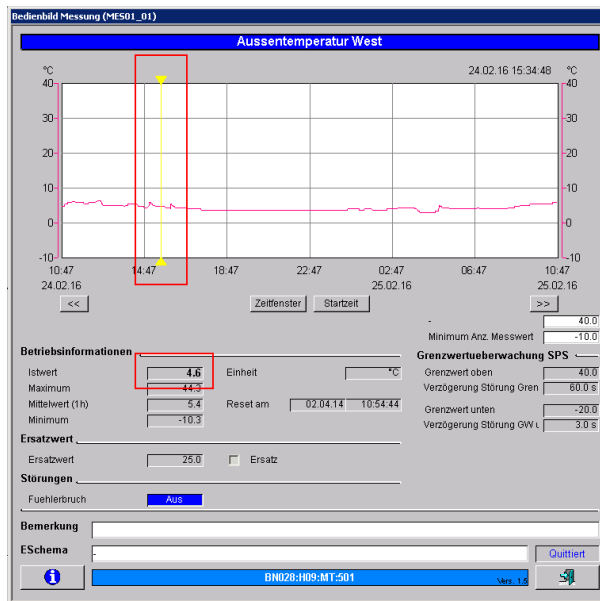 Bedienbild Messung (MES01_01)
Aussentemperatur West
°C 24.02.16 15:34:48 °C
40 40
30 30
20 20
10 10
0 0
-10 -10
10:47 14:47 18:47 22:47 02:47 06:47 10:47
24.02.16 25.02.16 25.02.16
<< Zeitfenster Startzeit >>
- 40.0
Minimum Anz. Messwert -10.0
Betriebsinformationen Grenzwertueberwachung SPS
Istwert 4.6 Einheit °C Grenzwert oben 40.0
Maximum 44.3 Verzögerung Störung Gren 60.0 s
Mittelwert (1h) 5.4 Reset am 02.04.14 10:54:44 Grenzwert unten -20.0
Minimum -10.3 Verzögerung Störung GW u 3.0 s
Ersatzwert
Ersatzwert 25.0 Ersatz
Störungen
Fuehlerbruch Aus
Bemerkung
ESchema - Quittiert
BN028:H09:MT:501 Vers. 1.5